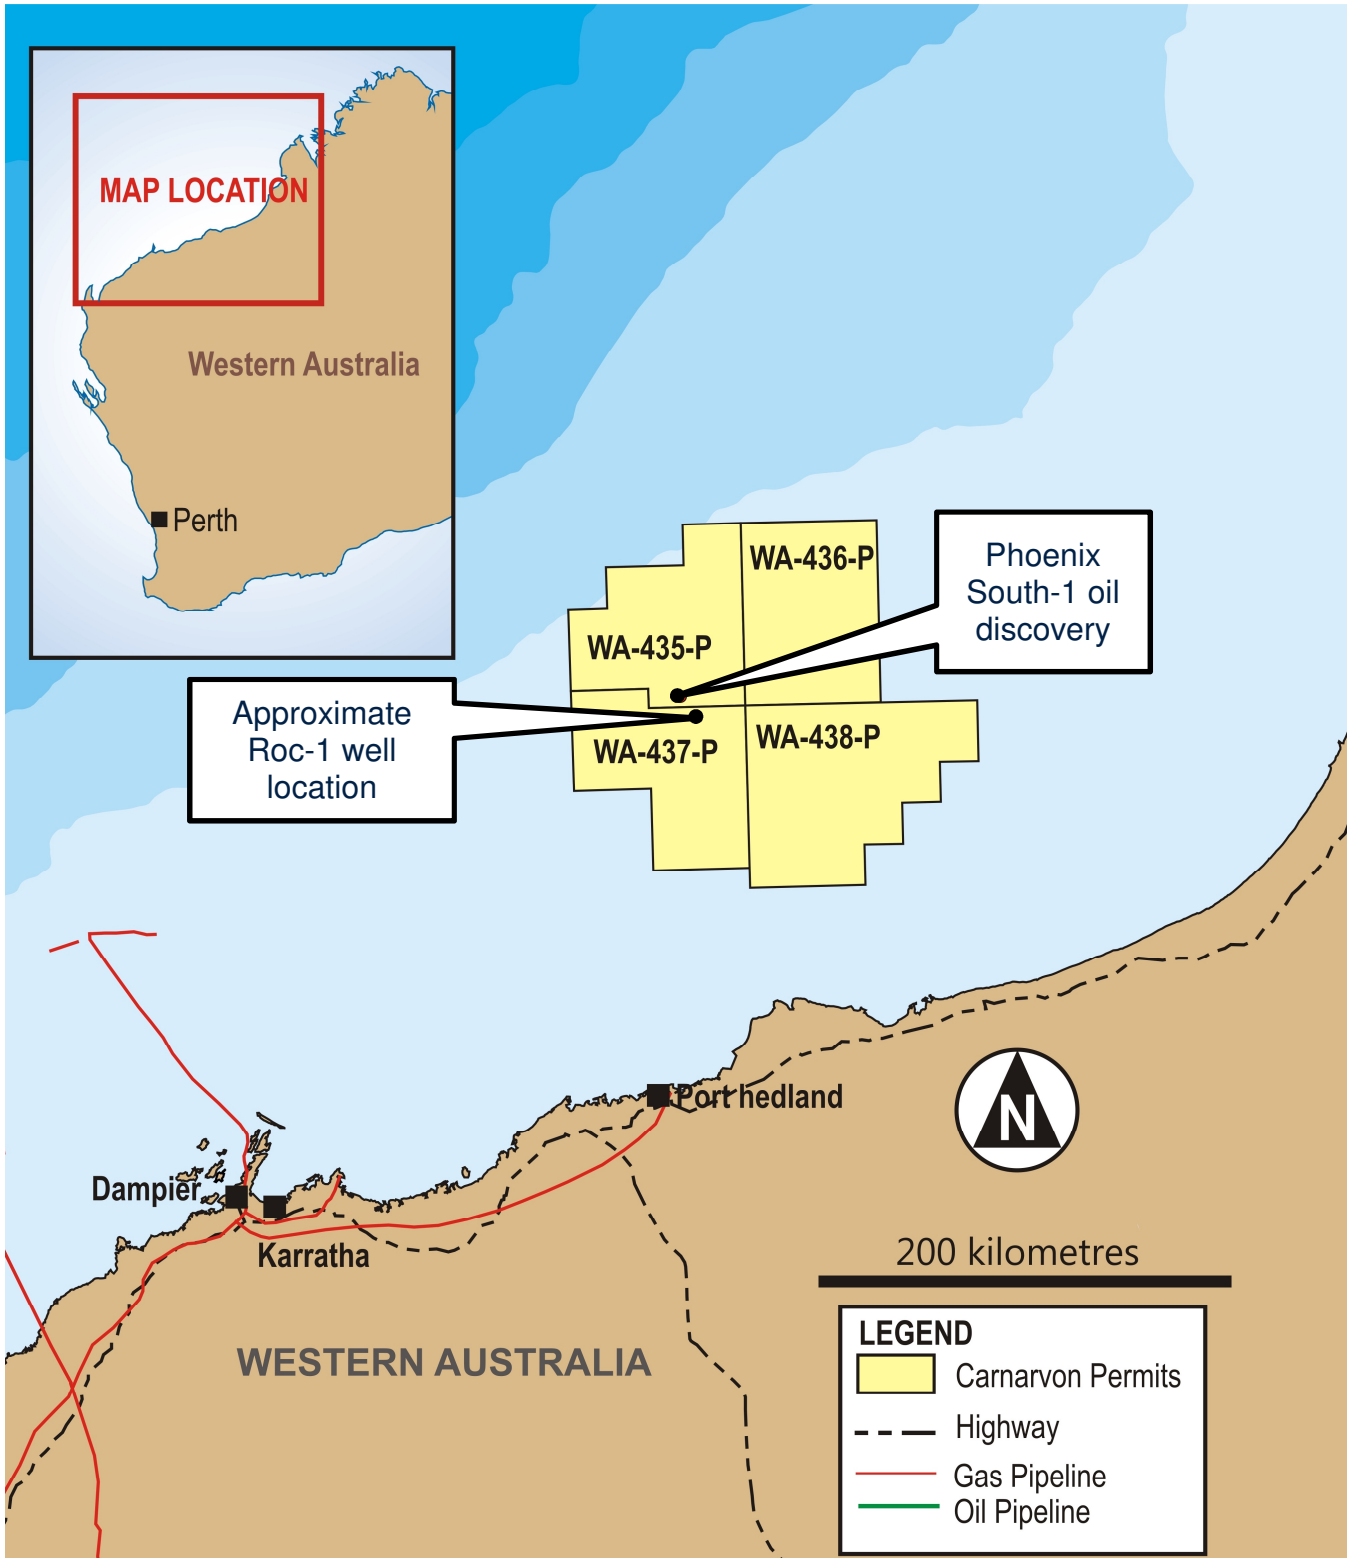 MAP LOCATION
Western Australia
Perth
WA-436-P
Phoenix
South-1 oil
discovery
WA-435-P
Approximate
Roc-1 well
location
WA-437-P
WA-438-P
Port hedland
N
Dampier
Karratha
200 kilometres
WESTERN AUSTRALIA
LEGEND
Carnarvon Permits
Highway
Gas Pipeline
Oil Pipeline